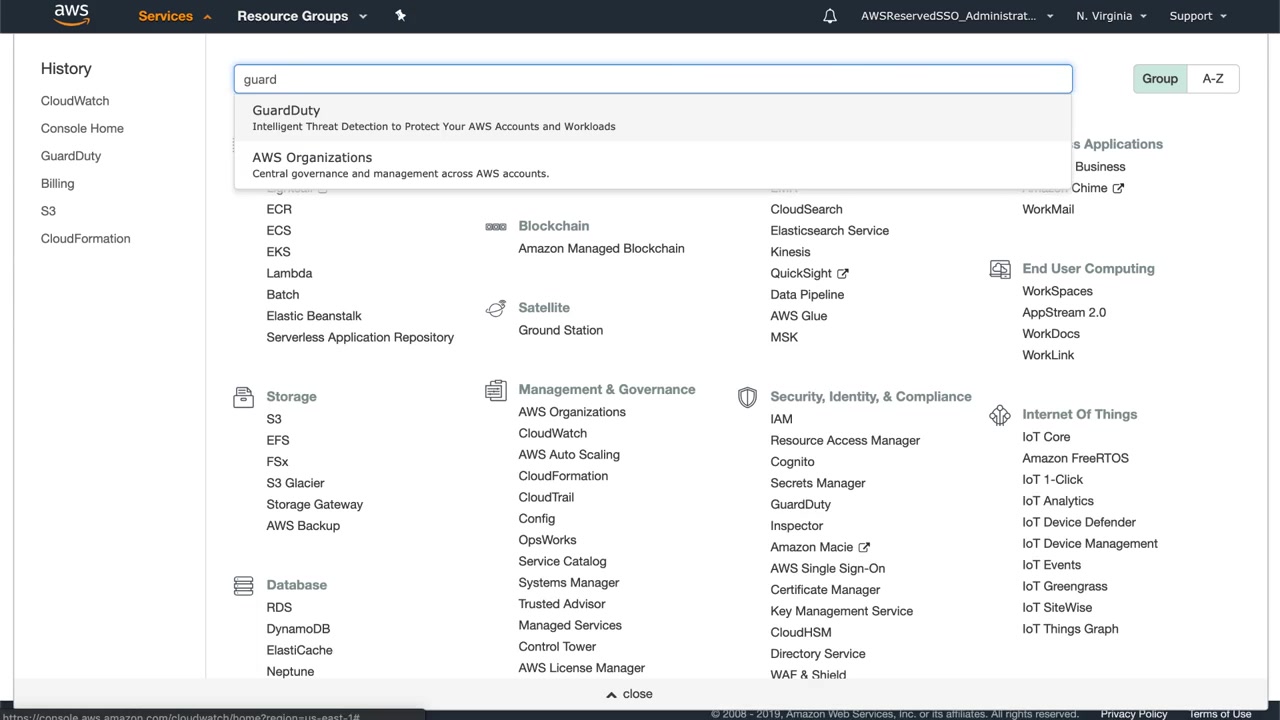 aws
Services
Resource Groups
AWSReservedSSO_Administrat...
N. Virginia
Support
History
CloudWatch
Console Home
GuardDuty
Billing
S3
CloudFormation
guard
Group
A-Z
GuardDuty
Intelligent Threat Detection to Protect Your AWS Accounts and Workloads
AWS Organizations
Central governance and management across AWS accounts.
ECR
ECS
EKS
Lambda
Batch
Elastic Beanstalk
Serverless Application Repository
Storage
S3
EFS
FSx
S3 Glacier
Storage Gateway
AWS Backup
Database
RDS
DynamoDB
ElastiCache
Neptune
Blockchain
Amazon Managed Blockchain
Satellite
Ground Station
Management & Governance
AWS Organizations
CloudWatch
AWS Auto Scaling
CloudFormation
CloudTrail
Config
OpsWorks
Service Catalog
Systems Manager
Trusted Advisor
Managed Services
Control Tower
AWS License Manager
CloudSearch
Elasticsearch Service
Kinesis
QuickSight
Data Pipeline
AWS Glue
MSK
Security, Identity, & Compliance
IAM
Resource Access Manager
Cognito
Secrets Manager
GuardDuty
Inspector
Amazon Macie
AWS Single Sign-On
Certificate Manager
Key Management Service
CloudHSM
Directory Service
WAF & Shield
s Applications
Business
Chime
WorkMail
End User Computing
WorkSpaces
AppStream 2.0
WorkDocs
WorkLink
Internet Of Things
IoT Core
Amazon FreeRTOS
IoT 1-Click
IoT Analytics
IoT Device Defender
IoT Device Management
IoT Events
IoT Greengrass
IoT SiteWise
IoT Things Graph
close
https://console.aws.amazon.com/cloudwatch/home?region=us-east-1#
© 2008 - 2019, Amazon Web Services, Inc. or its affiliates. All rights reserved.
Privacy Policy
Terms of Use